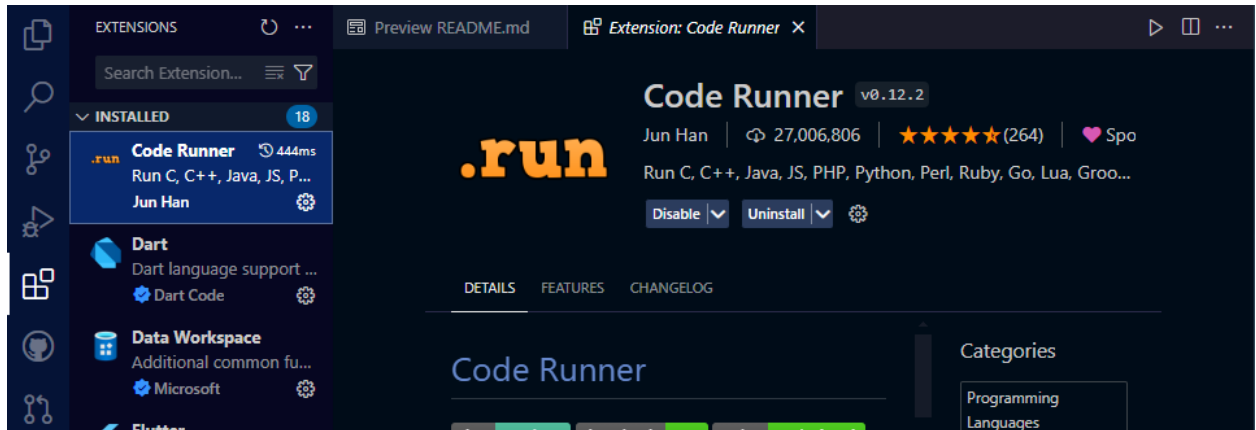 EXTENSIONS
Search Extension...
INSTALLED 18
.run Code Runner 444ms
Run C, C++, Java, JS, P...
Jun Han
Dart
Dart language support ...
Dart Code
Data Workspace
Additional common fu...
Microsoft
Flutter
Preview README.md
Extension: Code Runner
.run
Code Runner v0.12.2
Jun Han 27,006,806 (264) Spo
Run C, C++, Java, JS, PHP, Python, Perl, Ruby, Go, Lua, Groo...
Disable Uninstall
DETAILS FEATURES CHANGELOG
Code Runner
Categories
Programming
Languages